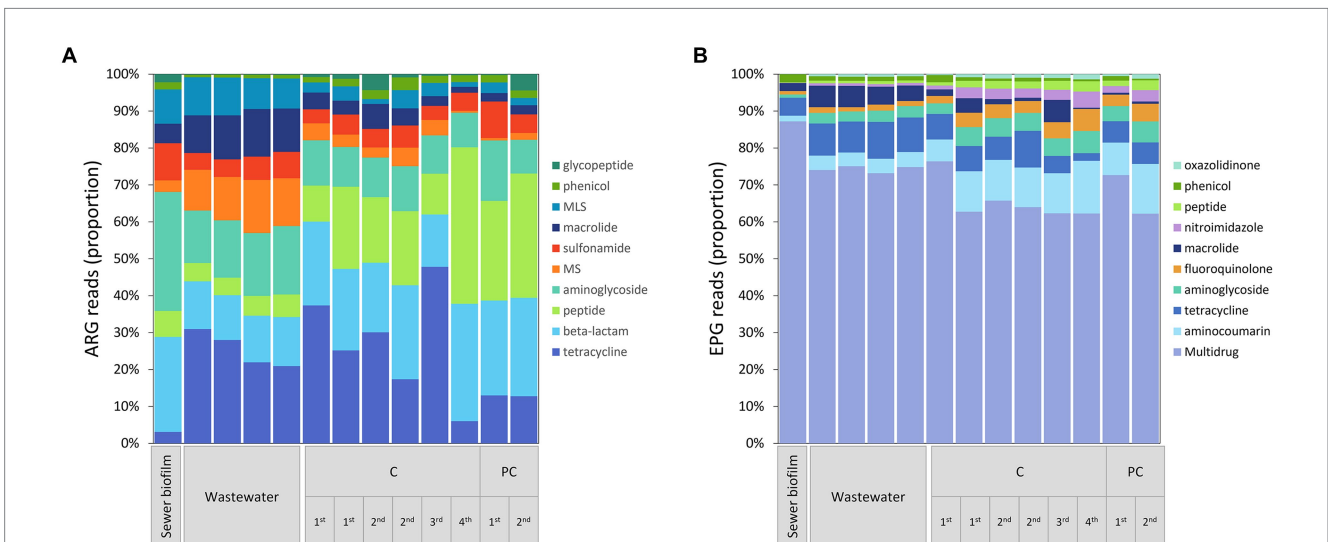 A
ARG reads (proportion)
100%
90%
80%
70%
60%
50%
40%
30%
20%
10%
0%
glycopeptide
phenicol
MLS
macrolide
sulfonamide
MS
aminoglycoside
peptide
beta-lactam
tetracycline
Sewer biofilm
Wastewater
C
PC
1st 1st 2nd 2nd 3rd 4th 1st 2nd
B
EPG reads (proportion)
100%
90%
80%
70%
60%
50%
40%
30%
20%
10%
0%
oxazolidinone
phenicol
peptide
nitroimidazole
macrolide
fluoroquinolone
aminoglycoside
tetracycline
aminocoumarin
Multidrug
Sewer biofilm
Wastewater
C
PC
1st 1st 2nd 2nd 3rd 4th 1st 2nd